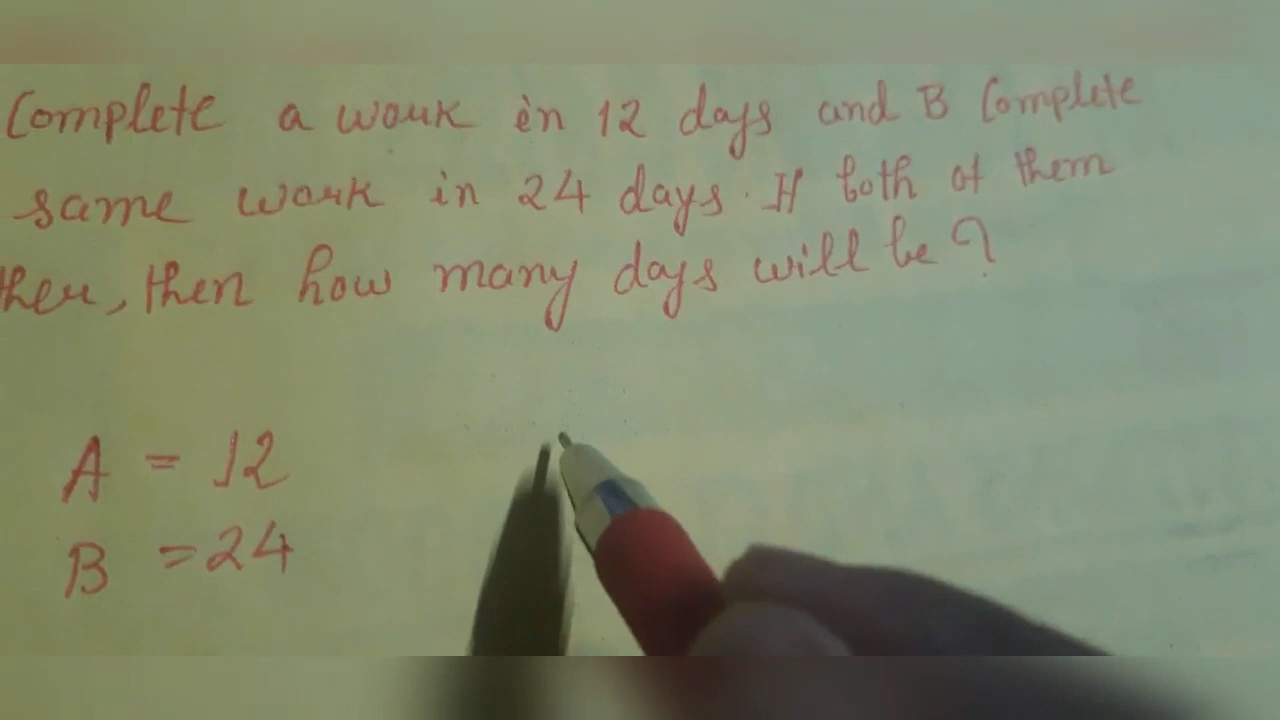 Complete a work in 12 days and B Complete
same work in 24 days. If both of them
ther, then how many days will be ?
A = 12
B = 24